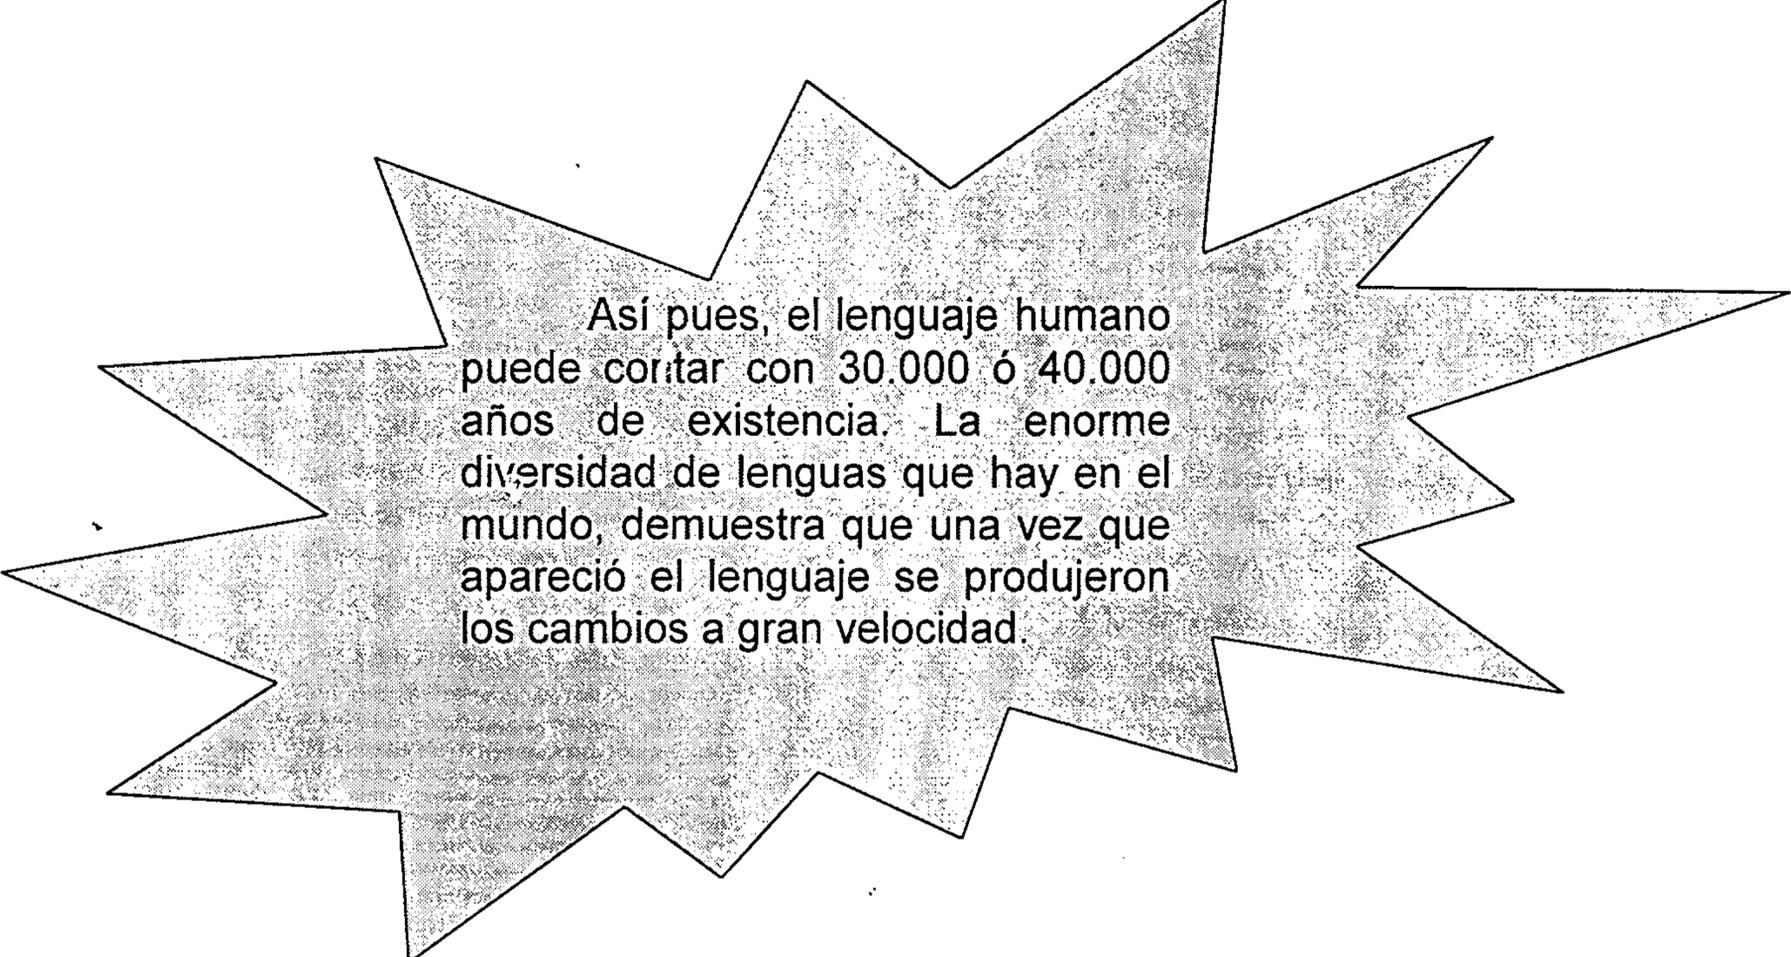 Así pues, el lenguaje humano
puede contar con 30.000 ó 40.000
años de existencia. La enorme
diversidad de lenguas que hay en el
mundo, demuestra que una vez que
apareció el lenguaje se produjeron
los cambios a gran velocidad.